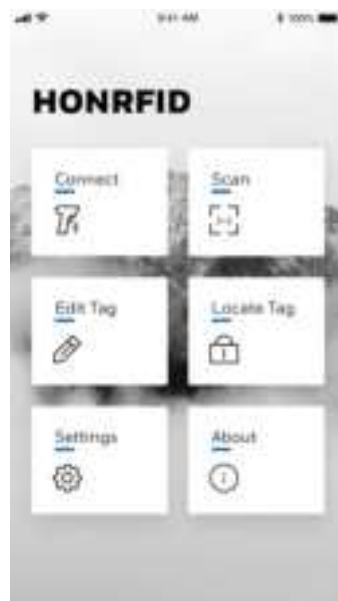 9:41 AM 100%
HONRFID
Connect Scan
Edit Tag Locate Tag
Settings About